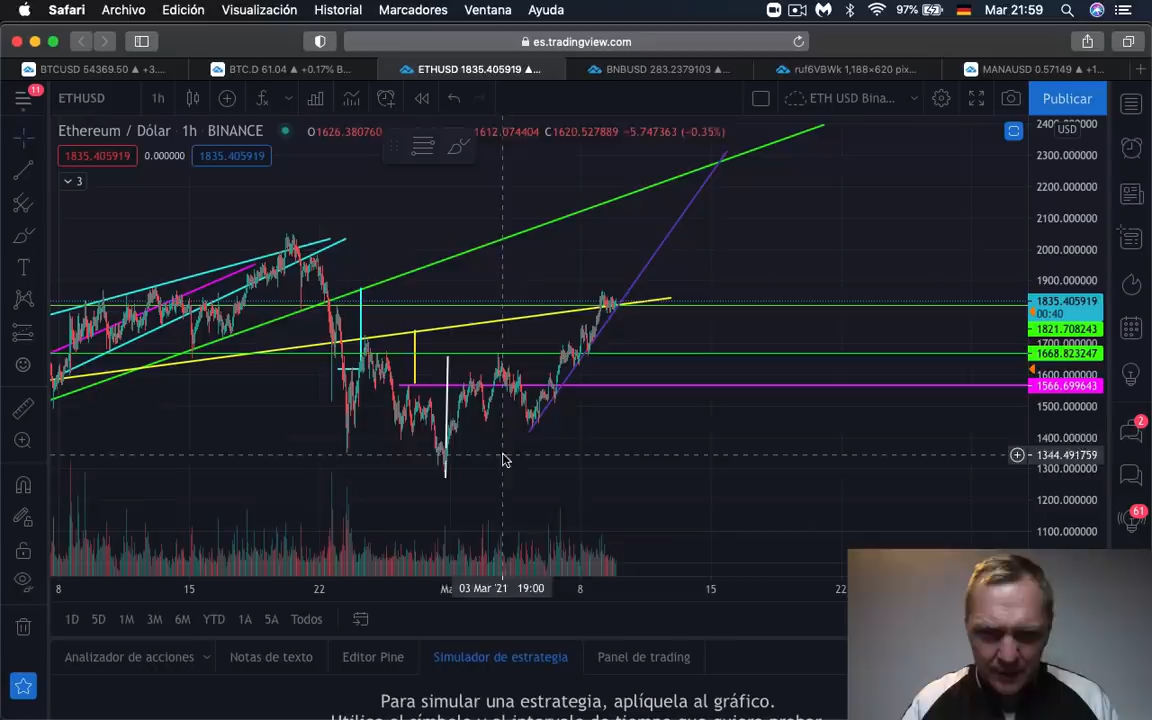 Safari Archivo Edición Visualización Historial Marcadores Ventana Ayuda 97% Mar 21:59
es.tradingview.com
BTCUSD 54369.50 ▲ +3.... BTC.D 61.04 ▲ +0.17% B... ETHUSD 1835.405919 ▲... BNBUSD 283.2379103 ▲... ruf6VBWk 1,188×620 pix... MANAUSD 0.57149 ▲ +1...
11 ETHUSD 1h ETH USD Bina... Publicar
Ethereum / Dólar 1h BINANCE O1626.380760 1612.074404 C1620.527889 −5.747363 (−0.35%)
USD
1835.405919 0.000000 1835.405919
3
2400.000000
2300.000000
2200.000000
2100.000000
2000.000000
1900.000000
1835.405919
00:40
1821.708243
1700.000000
1668.823247
1600.000000
1566.699643
1500.000000
1400.000000
1344.491759
1300.000000
1200.000000
1100.000000
2
61
8 15 22 03 Mar '21 19:00 8 15 22
1D 5D 1M 3M 6M YTD 1A 5A Todos
Analizador de acciones Notas de texto Editor Pine Simulador de estrategia Panel de trading
Para simular una estrategia, aplíquela al gráfico.
Utilice el símbolo y el intervalo de tiempo que quiere probar